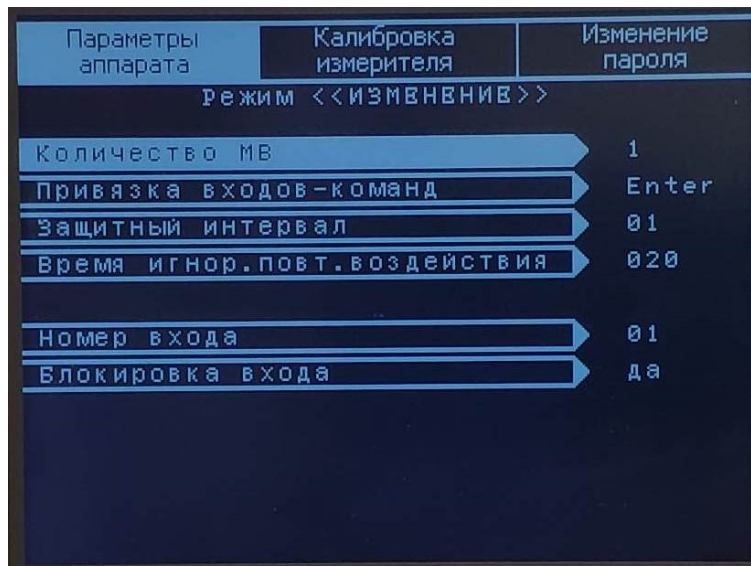 Параметры аппарата
Калибровка измерителя
Изменение пароля
Режим <<ИЗМЕНЕНИЕ>>
Количество МВ 1
Привязка входов-команд Enter
Защитный интервал 01
Время игнор.повт.воздействия 020
Номер входа 01
Блокировка входа да